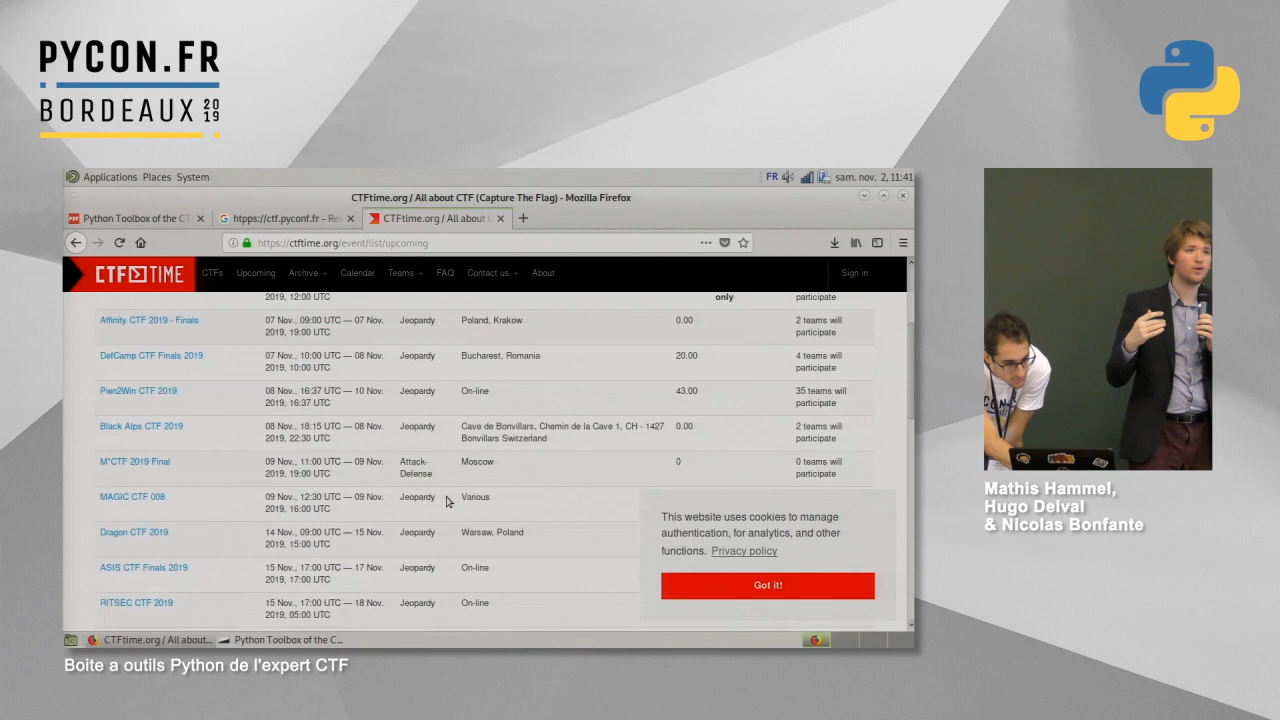 PYCON.FR
BORDEAUX 2019
Applications Places System
FR
sam. nov. 2, 11:41
CTFtime.org / All about CTF (Capture The Flag) - Mozilla Firefox
Python Toolbox of the CT
htpps://ctf.pyconf.fr - Re
CTFtime.org / All about C
https://ctftime.org/event/list/upcoming
CTF TIME
CTFs
Upcoming
Archive
Calendar
Teams
FAQ
Contact us
About
Sign in
2019, 12:00 UTC
only
participate
Affinity CTF 2019 - Finals
07 Nov., 09:00 UTC — 07 Nov. 2019, 19:00 UTC
Jeopardy
Poland, Krakow
0.00
2 teams will participate
DefCamp CTF Finals 2019
07 Nov., 10:00 UTC — 08 Nov. 2019, 10:00 UTC
Jeopardy
Bucharest, Romania
20.00
4 teams will participate
Pwn2Win CTF 2019
08 Nov., 16:37 UTC — 10 Nov. 2019, 16:37 UTC
Jeopardy
On-line
43.00
35 teams will participate
Black Alps CTF 2019
08 Nov., 18:15 UTC — 08 Nov. 2019, 22:30 UTC
Jeopardy
Cave de Bonvillars, Chemin de la Cave 1, CH - 1427 Bonvillars Switzerland
0.00
2 teams will participate
M*CTF 2019 Final
09 Nov., 11:00 UTC — 09 Nov. 2019, 19:00 UTC
Attack-Defense
Moscow
0
0 teams will participate
MAGIC CTF 008
09 Nov., 12:30 UTC — 09 Nov. 2019, 16:00 UTC
Jeopardy
Various
Dragon CTF 2019
14 Nov., 09:00 UTC — 15 Nov. 2019, 15:00 UTC
Jeopardy
Warsaw, Poland
ASIS CTF Finals 2019
15 Nov., 17:00 UTC — 17 Nov. 2019, 17:00 UTC
Jeopardy
On-line
RITSEC CTF 2019
15 Nov., 17:00 UTC — 18 Nov. 2019, 05:00 UTC
Jeopardy
On-line
This website uses cookies to manage
authentication, for analytics, and other
functions. Privacy policy
Got it!
CTFtime.org / All about...
Python Toolbox of the C...
Boite a outils Python de l'expert CTF
Mathis Hammel,
Hugo Delval
& Nicolas Bonfante